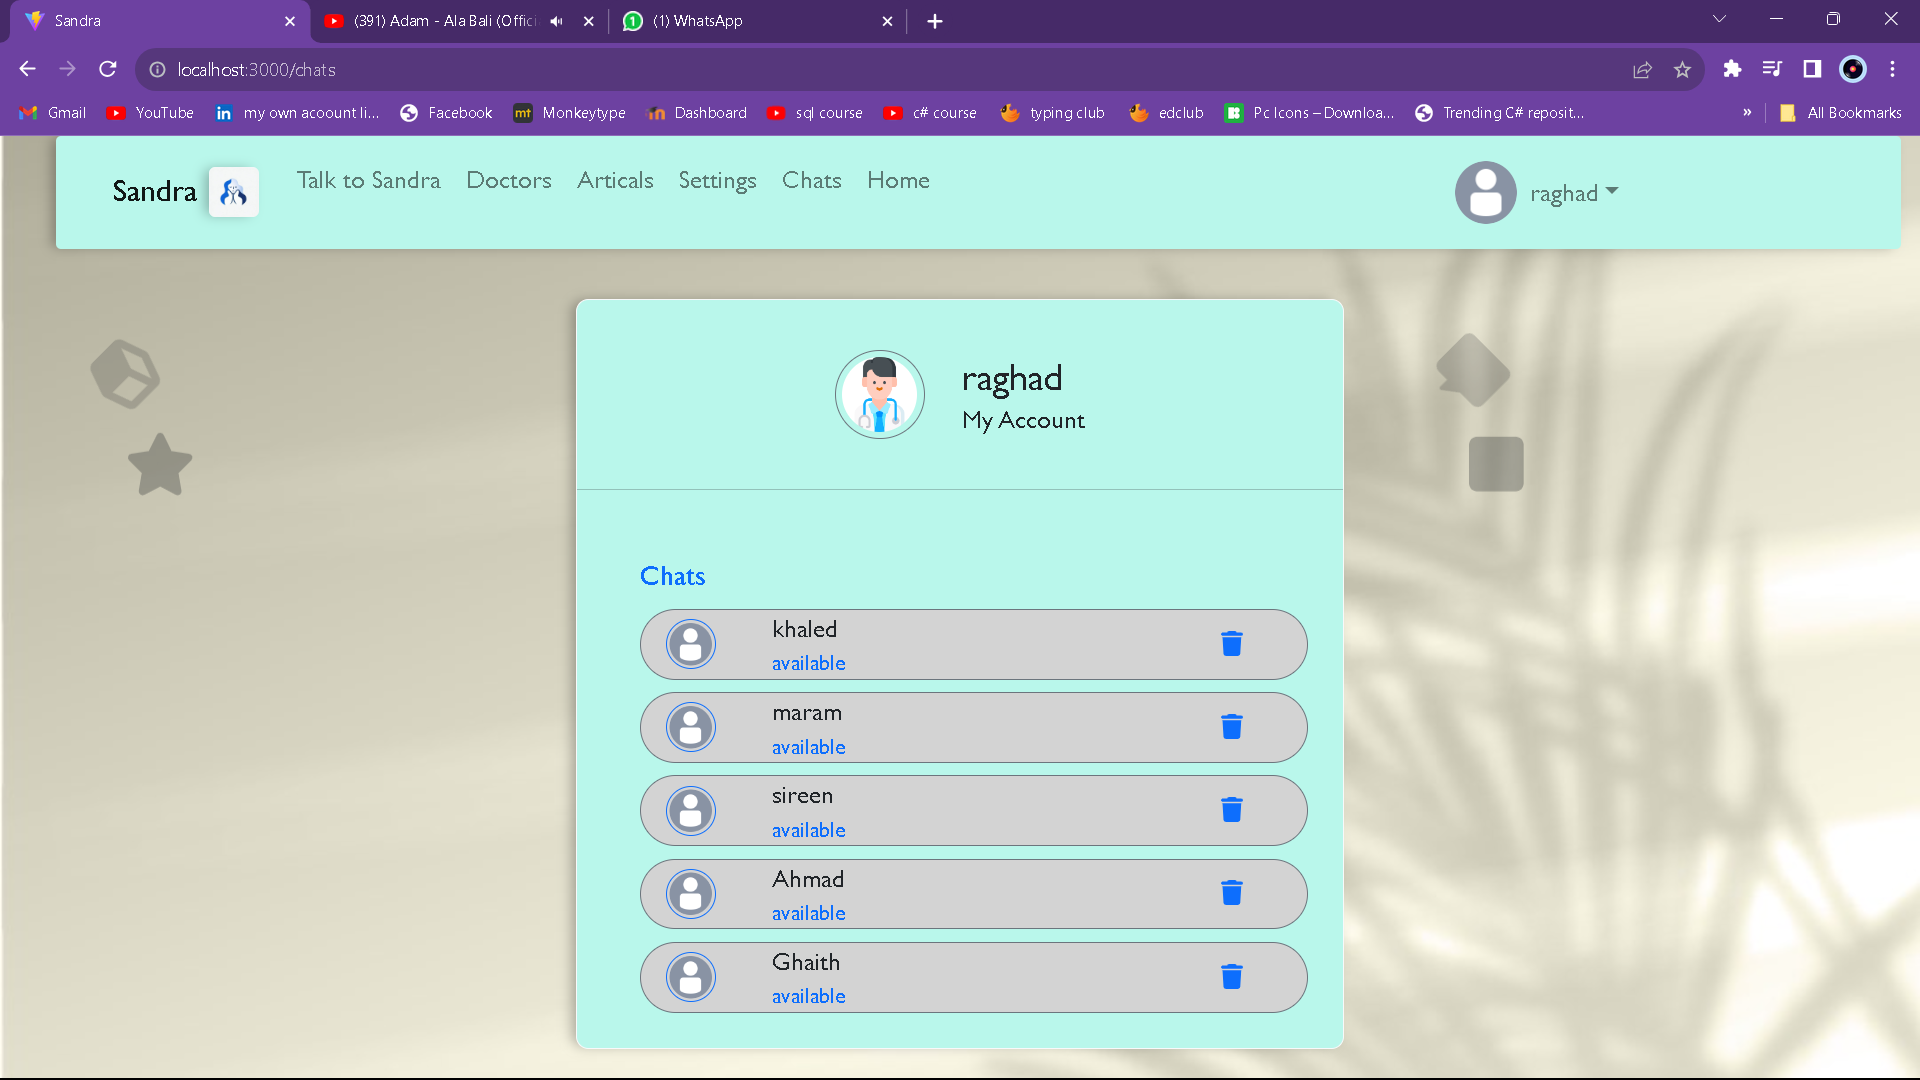 Sandra
(391) Adam - Ala Bali (Offici
(1) WhatsApp
localhost:3000/chats
Gmail
YouTube
in my own acoount li...
Facebook
mt Monkeytype
Dashboard
sql course
c# course
typing club
edclub
Pc Icons – Downloa...
Trending C# reposit...
»
All Bookmarks
Sandra
Talk to Sandra
Doctors
Articals
Settings
Chats
Home
raghad
raghad
My Account
Chats
khaled
available
maram
available
sireen
available
Ahmad
available
Ghaith
available